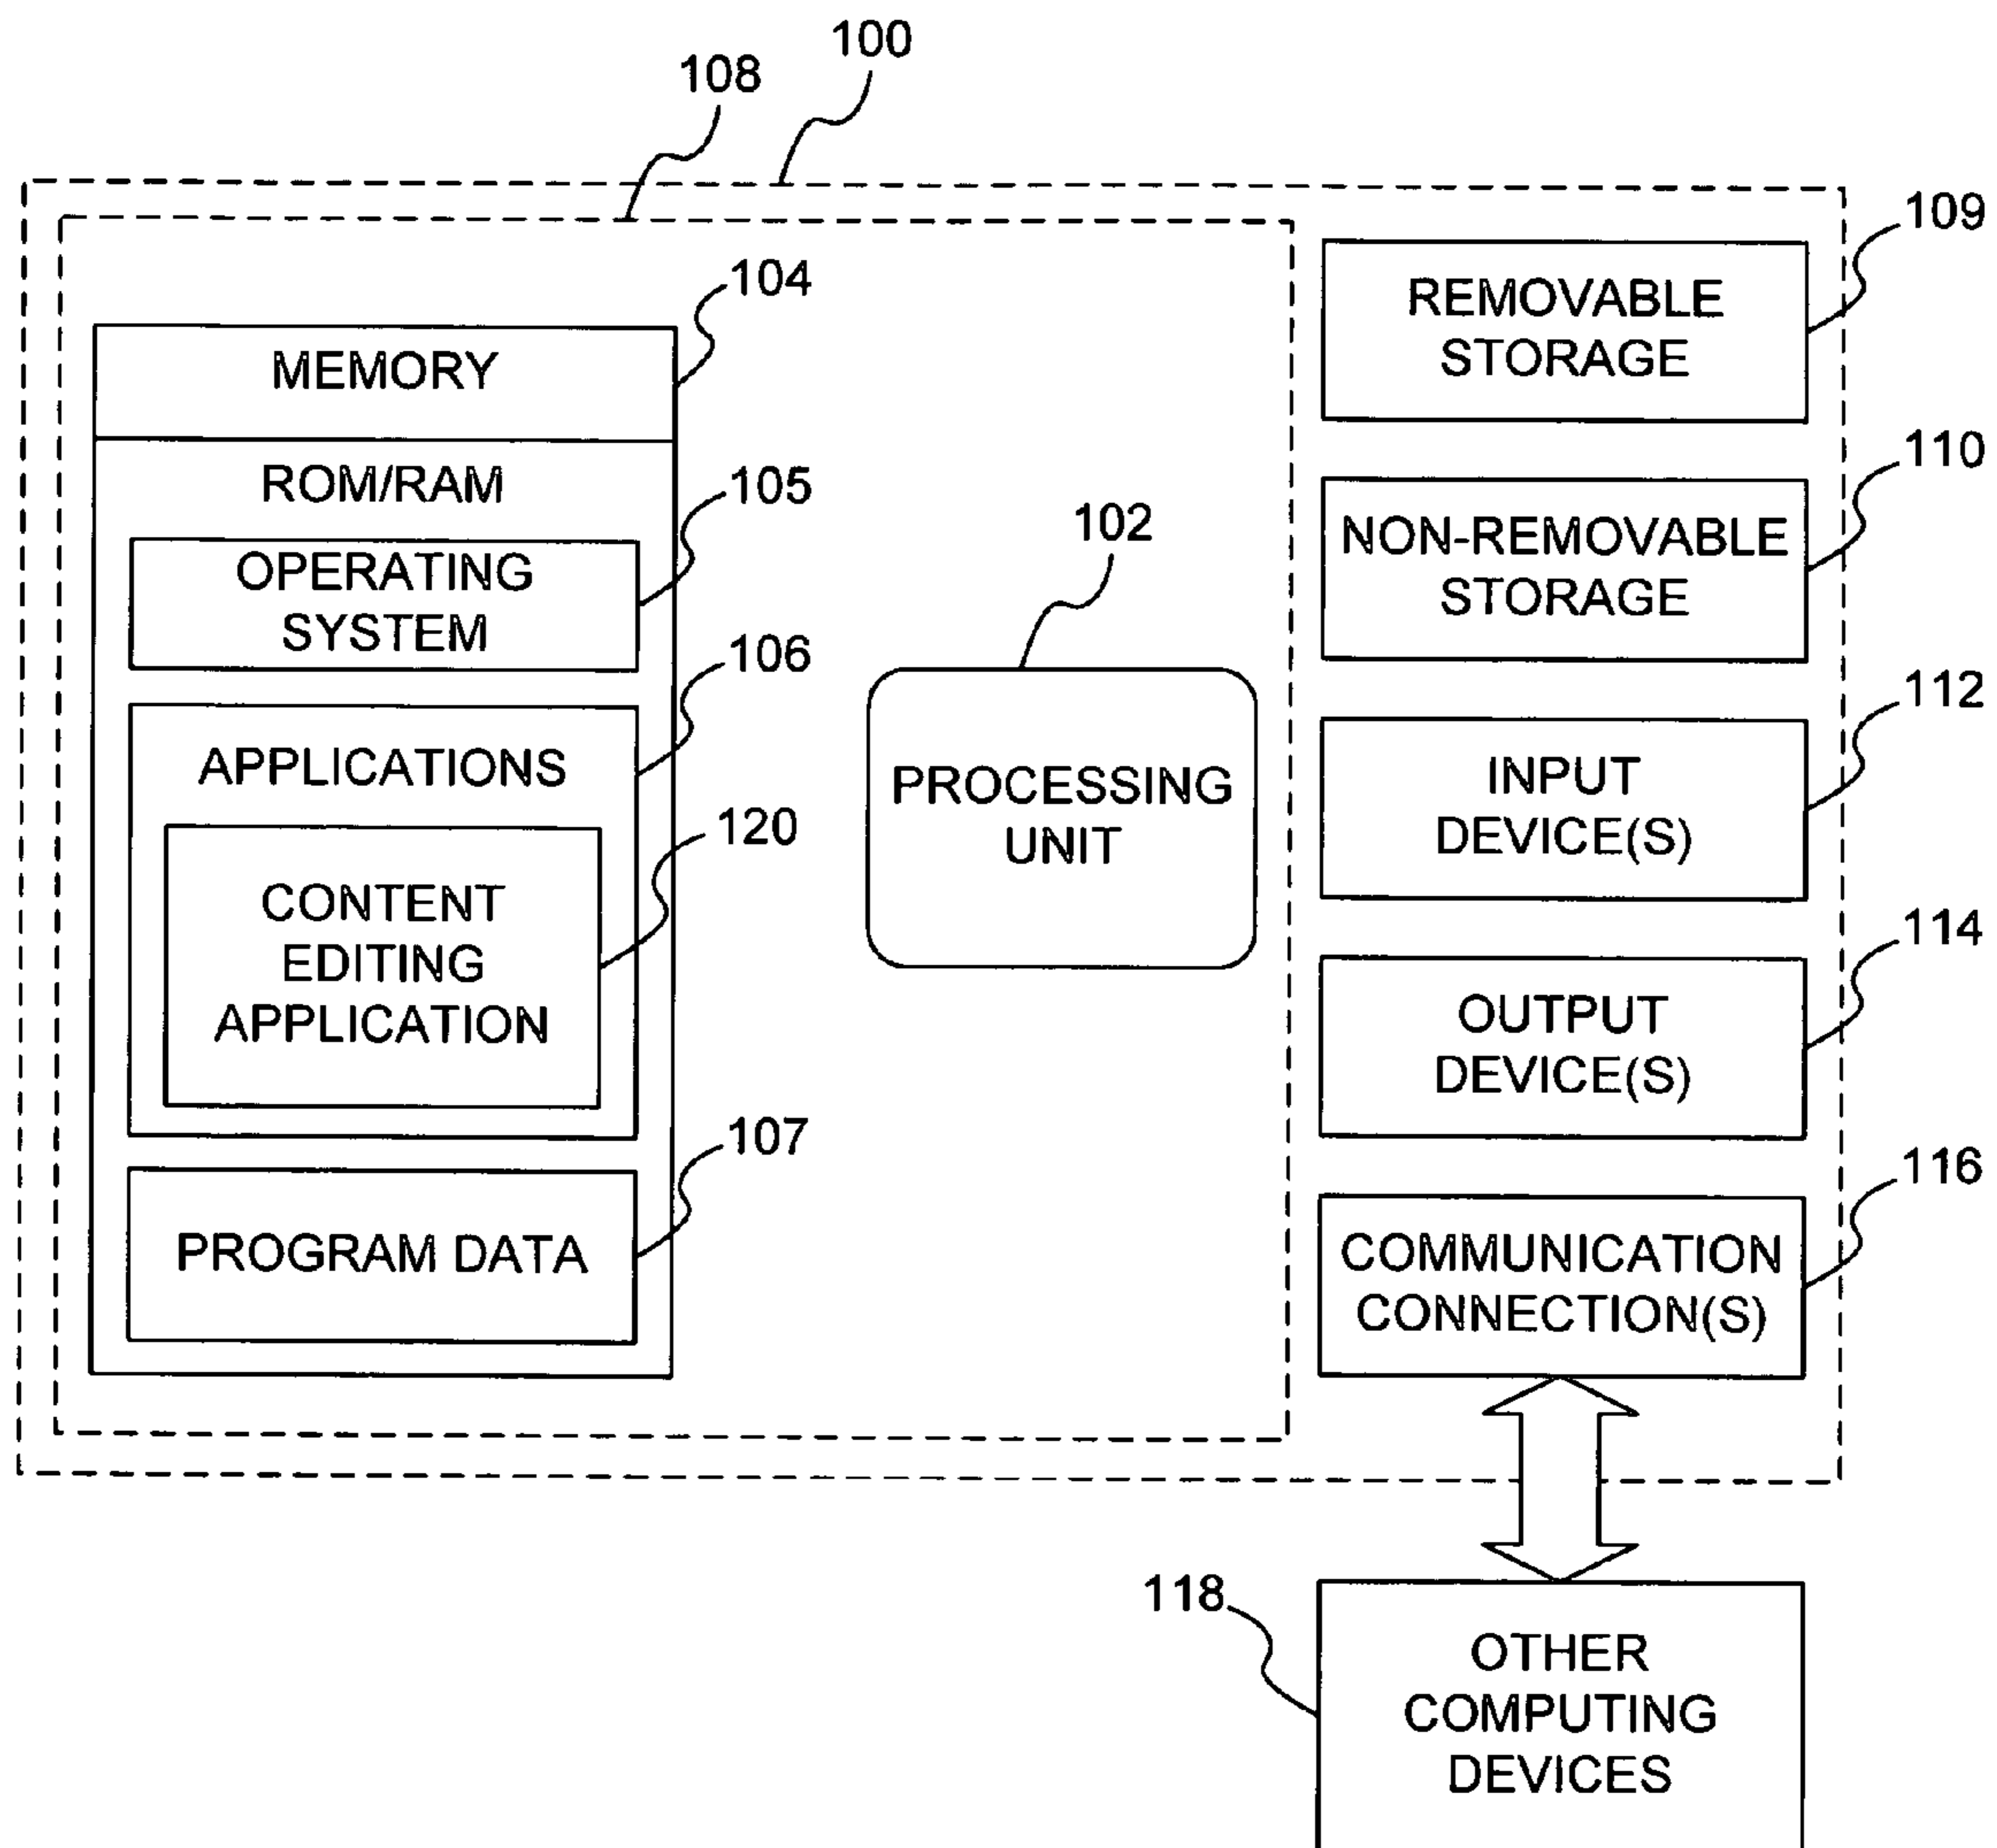 100
108
109
104
REMOVABLE
STORAGE
MEMORY
110
ROM/RAM
105
102
NON-REMOVABLE
STORAGE
OPERATING
SYSTEM
106
112
APPLICATIONS
PROCESSING
UNIT
INPUT
DEVICE(S)
120
CONTENT
EDITING
APPLICATION
114
OUTPUT
DEVICE(S)
107
116
PROGRAM DATA
COMMUNICATION
CONNECTION(S)
118
OTHER
COMPUTING
DEVICES